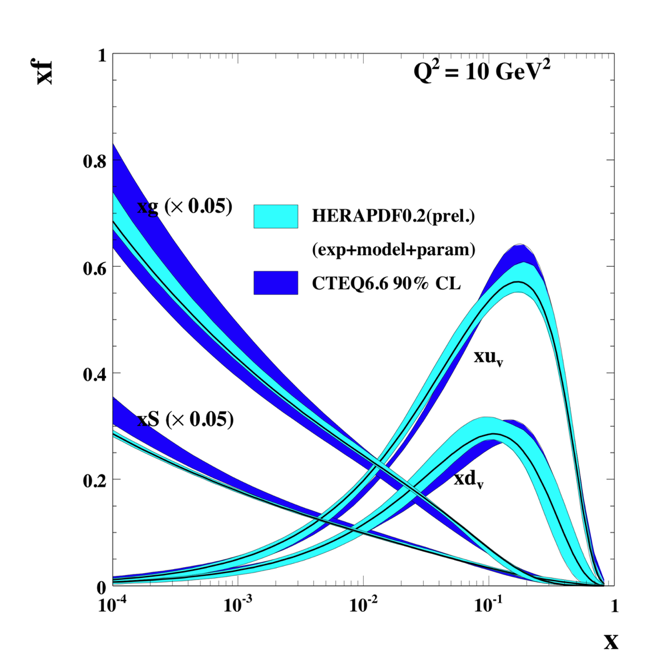 xf
1
Q² = 10 GeV²
0.8
xg (× 0.05)
HERAPDF0.2(prel.)
(exp+model+param)
CTEQ6.6 90% CL
0.6
xuᵥ
0.4
xS (× 0.05)
xdᵥ
0.2
0
10⁻⁴ 10⁻³ 10⁻² 10⁻¹ 1
x